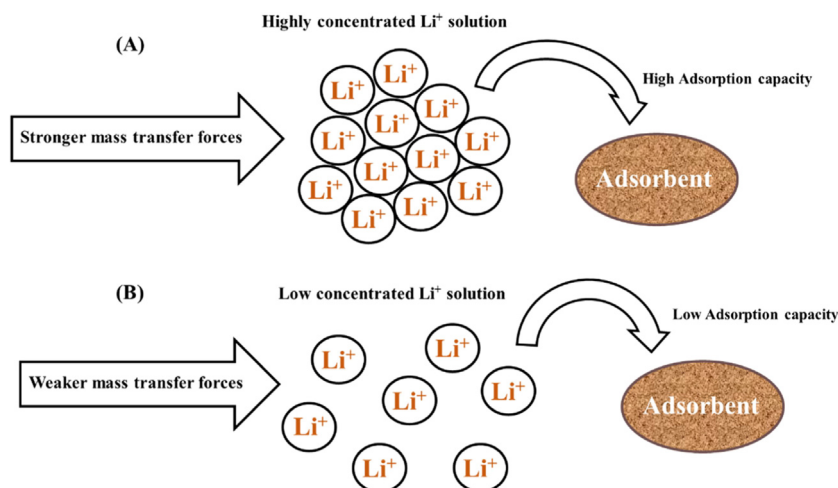 (A)
Highly concentrated Li⁺ solution
Stronger mass transfer forces
Li⁺
Li⁺
Li⁺
Li⁺
Li⁺
Li⁺
Li⁺
Li⁺
Li⁺
Li⁺
Li⁺
Li⁺
High Adsorption capacity
Adsorbent
(B)
Low concentrated Li⁺ solution
Weaker mass transfer forces
Li⁺
Li⁺
Li⁺
Li⁺
Li⁺
Li⁺
Li⁺
Low Adsorption capacity
Adsorbent